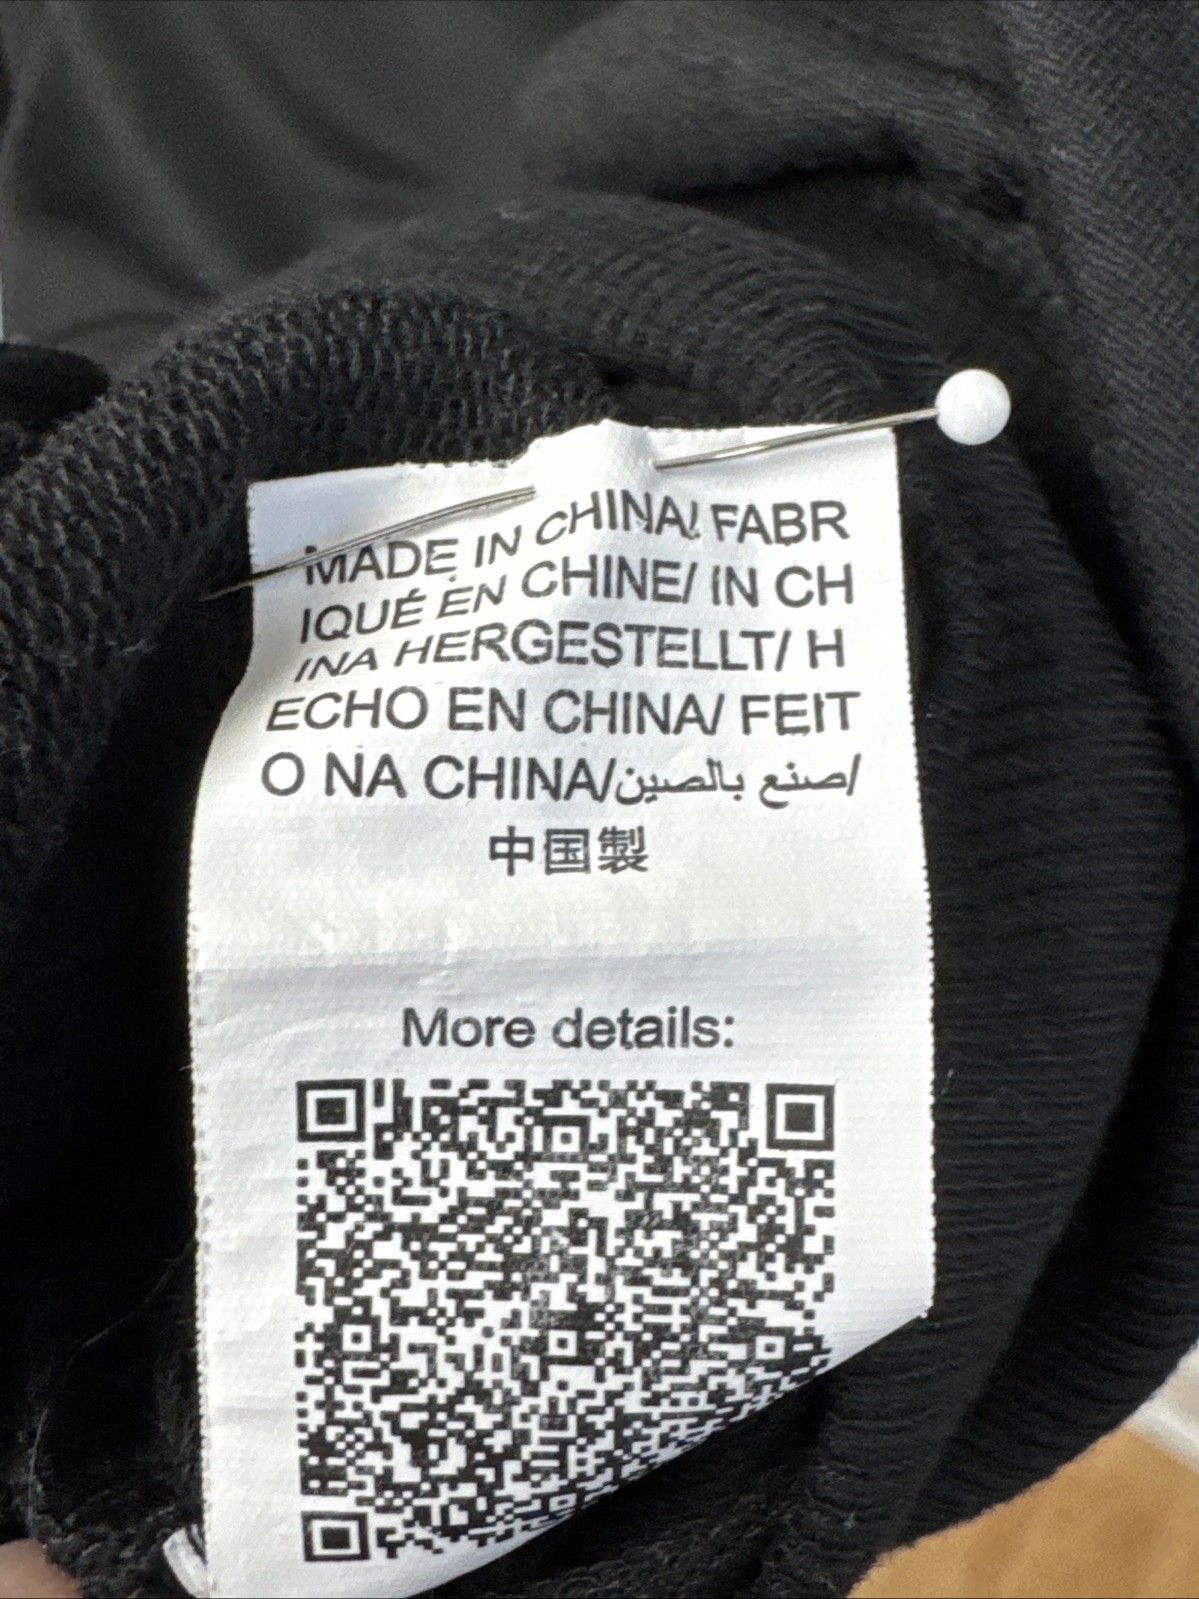 MADE IN CHINA/ FABR
IQUÉ EN CHINE/ IN CH
INA HERGESTELLT/ H
ECHO EN CHINA/ FEIT
O NA CHINA/صنع بالصين/
中国製
More details: